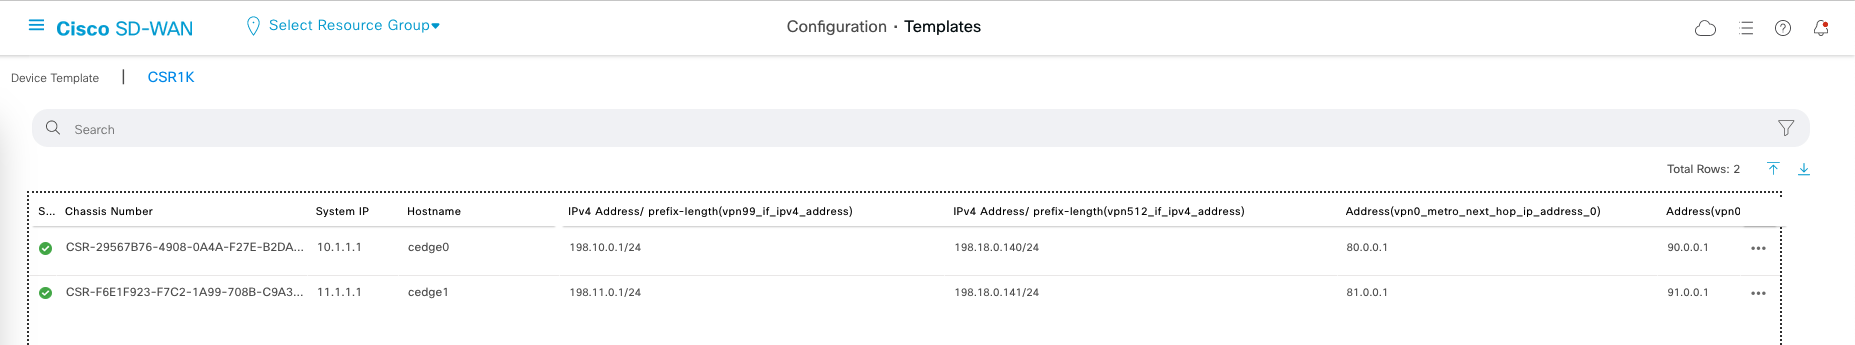 Cisco SD-WAN Select Resource Group Configuration · Templates
Device Template | CSR1K
Search
Total Rows: 2
S... Chassis Number System IP Hostname IPv4 Address/ prefix-length(vpn99_if_ipv4_address) IPv4 Address/ prefix-length(vpn512_if_ipv4_address) Address(vpn0_metro_next_hop_ip_address_0) Address(vpn0
CSR-29567B76-4908-0A4A-F27E-B2DA... 10.1.1.1 cedge0 198.10.0.1/24 198.18.0.140/24 80.0.0.1 90.0.0.1 •••
CSR-F6E1F923-F7C2-1A99-708B-C9A3... 11.1.1.1 cedge1 198.11.0.1/24 198.18.0.141/24 81.0.0.1 91.0.0.1 •••